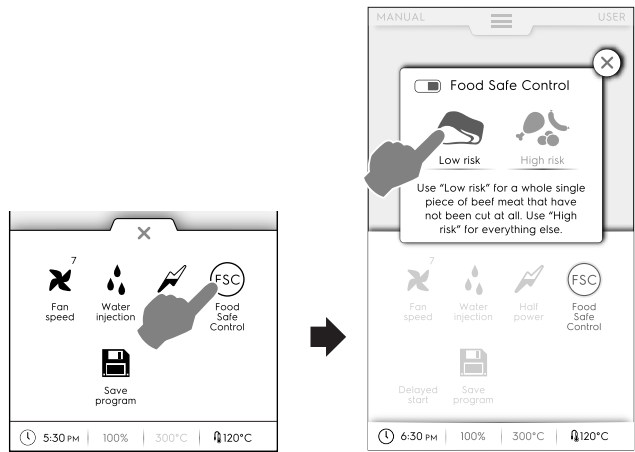 7
FSC
Fan
speed
Water
injection
Food
Safe
Control
Save
program
5:30 PM
100%
300°C
120°C
MANUAL
USER
Food Safe Control
Low risk
High risk
Use “Low risk” for a whole single
piece of beef meat that have
not been cut at all. Use “High
risk” for everything else.
7
FSC
Fan
speed
Water
injection
Half
power
Food
Safe
Control
Delayed
start
Save
program
6:30 PM
100%
300°C
120°C